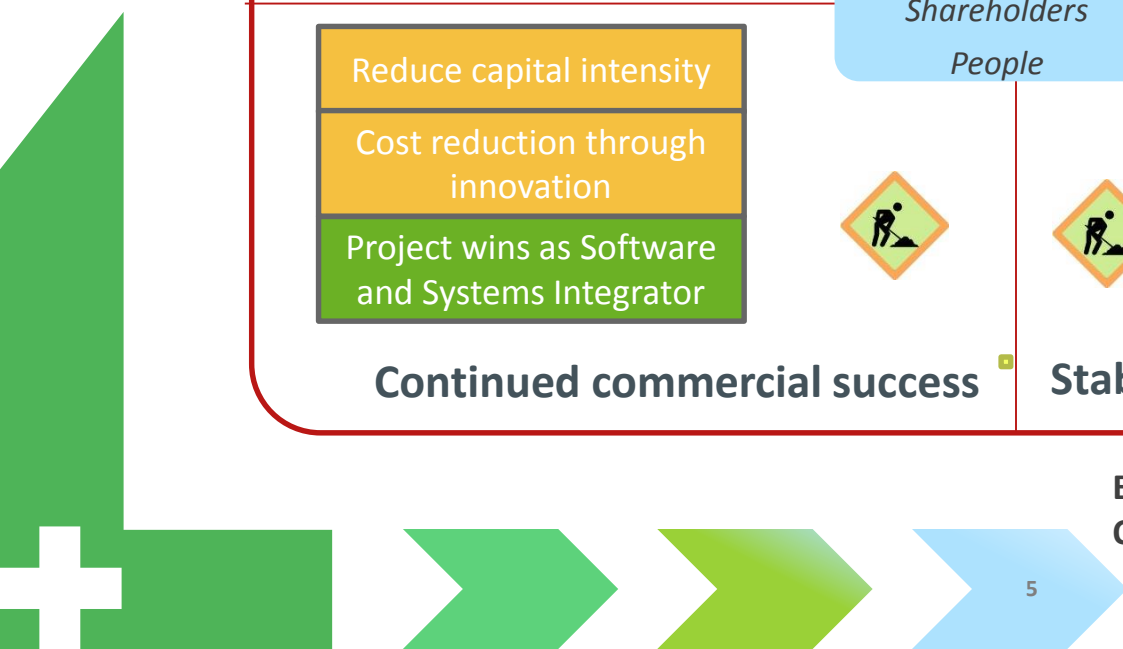 Shareholders
People
Reduce capital intensity
Cost reduction through
innovation
Project wins as Software
and Systems Integrator
Continued commercial success
5